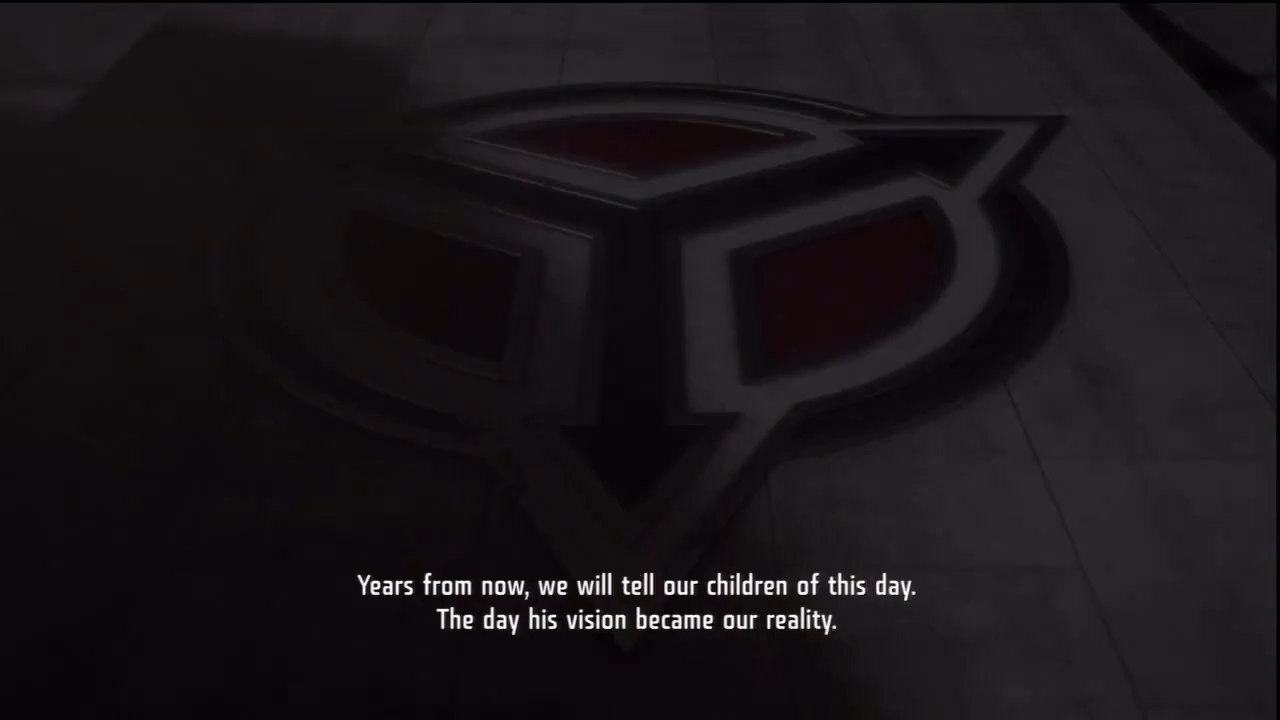 Years from now, we will tell our children of this day.
The day his vision became our reality.